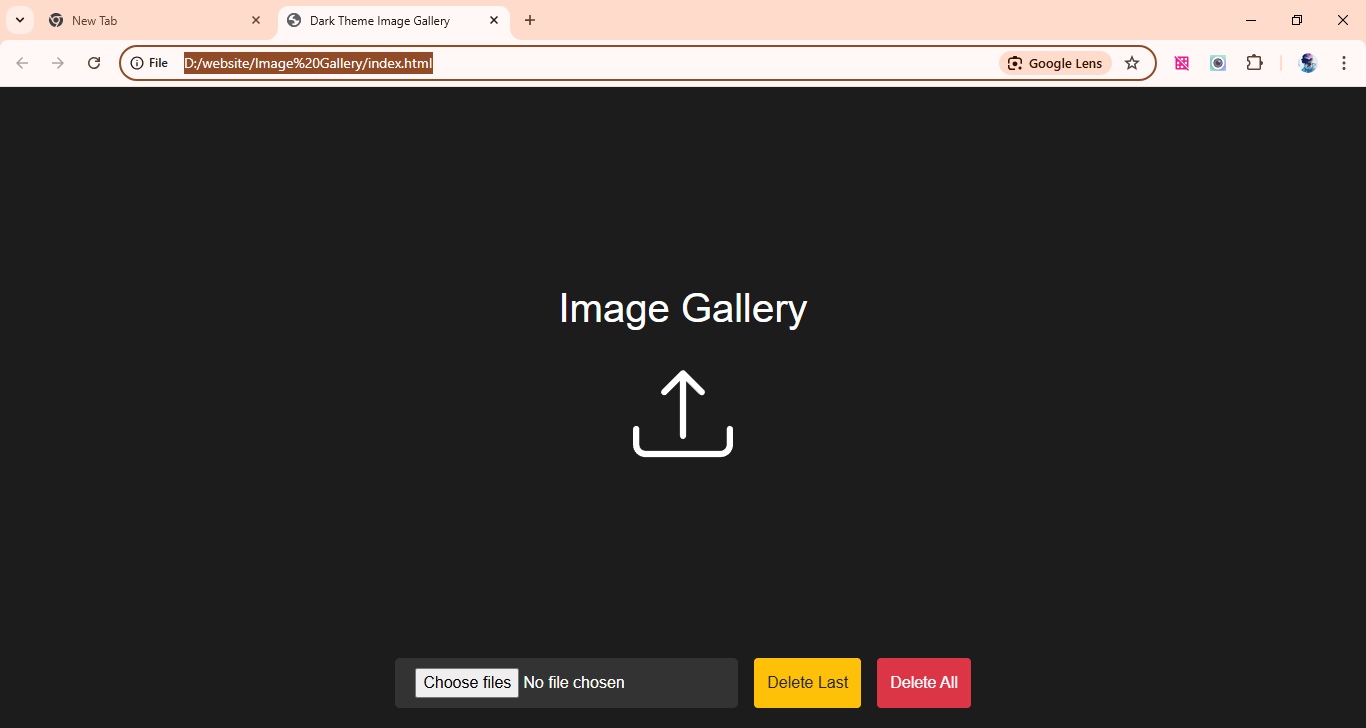 New Tab
Dark Theme Image Gallery
File D:/website/Image%20Gallery/index.html Google Lens
Image Gallery
Choose files No file chosen Delete Last Delete All